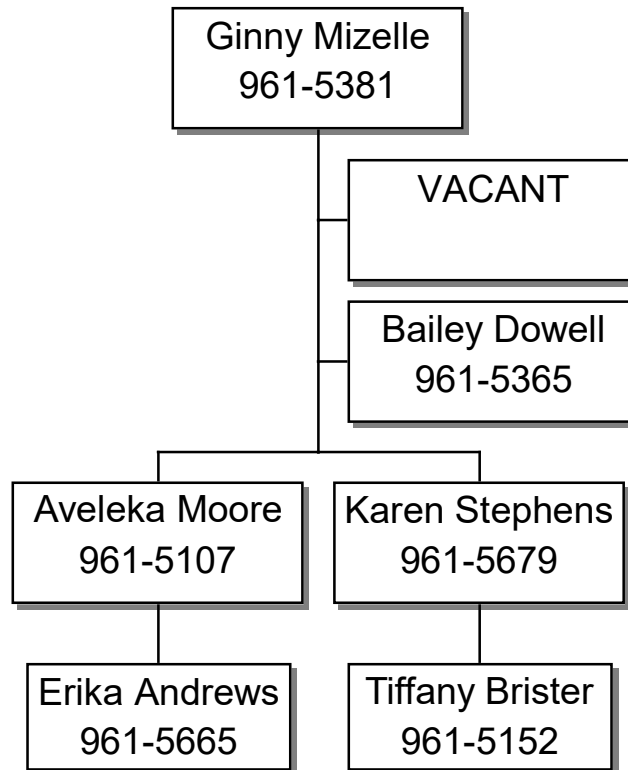 Ginny Mizelle
961-5381
VACANT
Bailey Dowell
961-5365
Aveleka Moore
961-5107
Karen Stephens
961-5679
Erika Andrews
961-5665
Tiffany Brister
961-5152